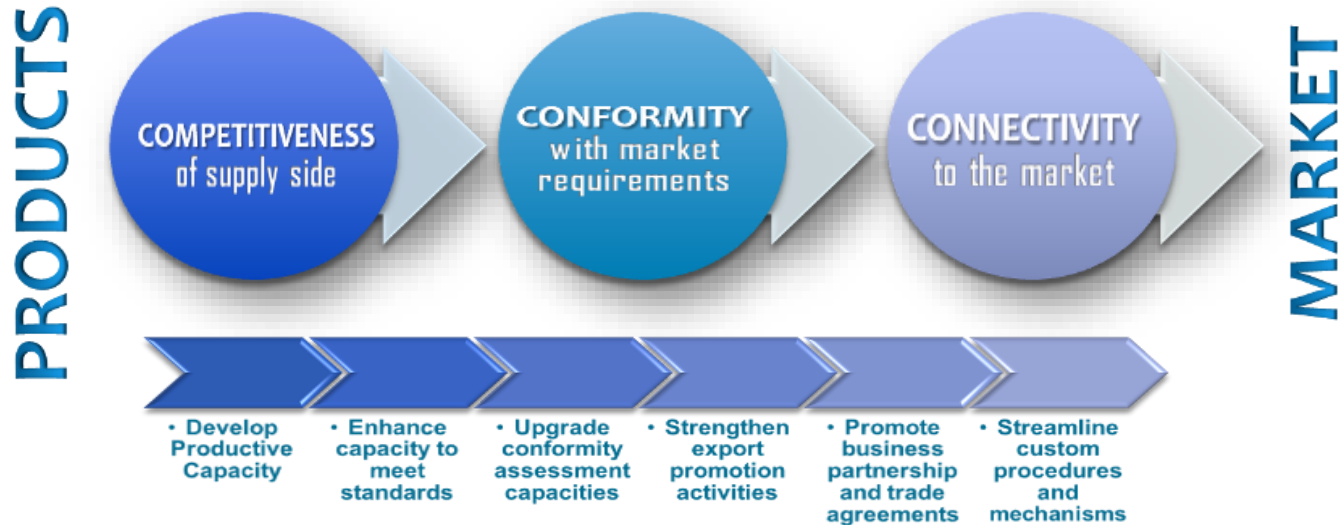 PRODUCTS
COMPETITIVENESS
of supply side
CONFORMITY
with market
requirements
CONNECTIVITY
to the market
MARKET
• Develop
Productive
Capacity
• Enhance
capacity to
meet
standards
• Upgrade
conformity
assessment
capacities
• Strengthen
export
promotion
activities
• Promote
business
partnership
and trade
agreements
• Streamline
custom
procedures
and
mechanisms